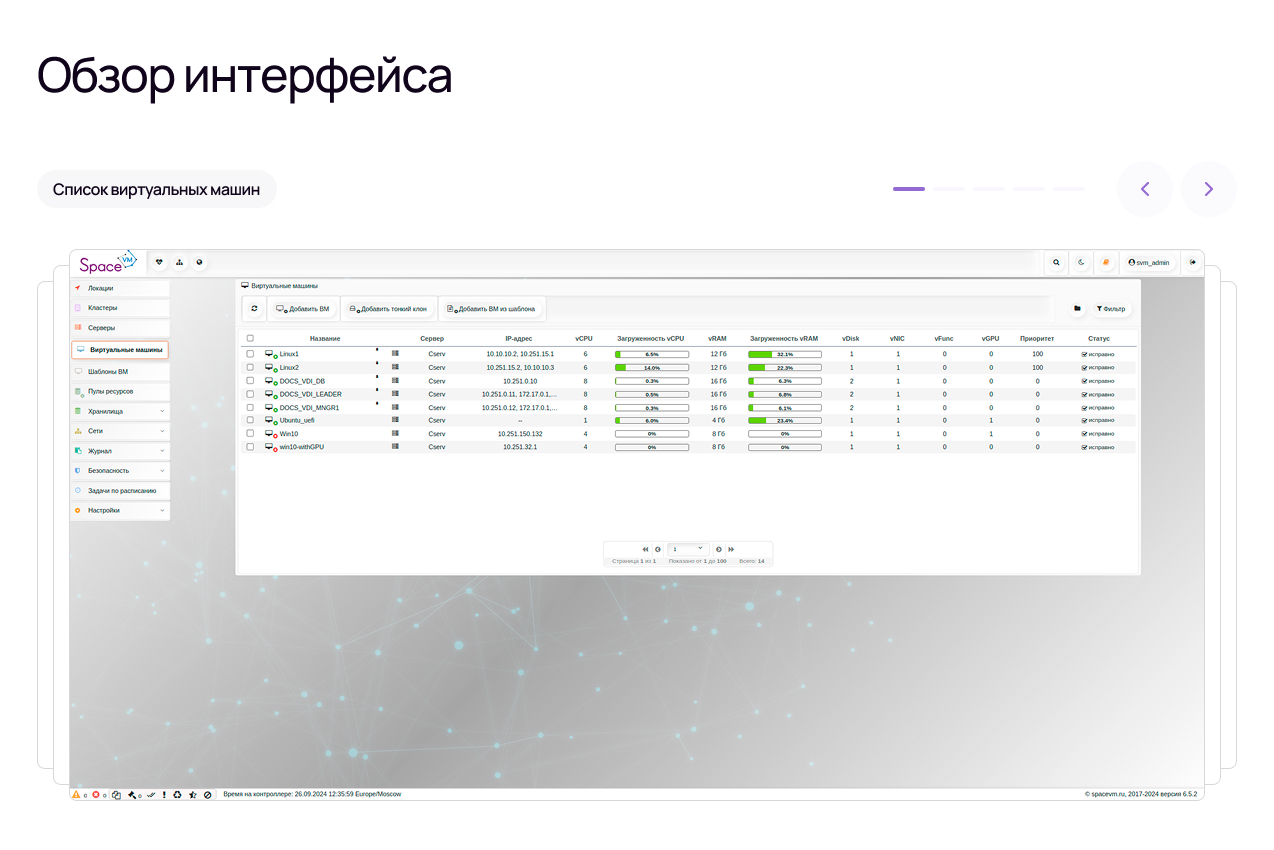 Обзор интерфейса
Список виртуальных машин
Space VM
svm_admin
Локации
Кластеры
Серверы
Виртуальные машины
Шаблоны ВМ
Пулы ресурсов
Хранилища
Сети
Журнал
Безопасность
Задачи по расписанию
Настройки
Виртуальные машины
Добавить ВМ Добавить тонкий клон Добавить ВМ из шаблона Фильтр
Название Сервер IP-адрес vCPU Загруженность vCPU vRAM Загруженность vRAM vDisk vNIC vFunc vGPU Приоритет Статус
Linux1 Cserv 10.10.10.2, 10.251.15.1 6 6.5% 12 Гб 32.1% 1 1 0 0 100 исправно
Linux2 Cserv 10.251.15.2, 10.10.10.3 6 14.0% 12 Гб 22.3% 1 1 0 0 100 исправно
DOCS_VDI_DB Cserv 10.251.0.10 8 0.3% 16 Гб 6.3% 2 1 0 0 0 исправно
DOCS_VDI_LEADER Cserv 10.251.0.11, 172.17.0.1,... 8 0.5% 16 Гб 6.8% 2 1 0 0 0 исправно
DOCS_VDI_MNGR1 Cserv 10.251.0.12, 172.17.0.1,... 8 0.3% 16 Гб 6.1% 2 1 0 0 0 исправно
Ubuntu_uefi Cserv -- 1 6.0% 4 Гб 23.4% 1 1 0 1 0 исправно
Win10 Cserv 10.251.150.132 4 0% 8 Гб 0% 1 1 0 1 0 исправно
win10-withGPU Cserv 10.251.32.1 4 0% 8 Гб 0% 1 1 0 0 0 исправно
1
Страница 1 из 1 Показано от 1 до 100 Всего: 14
0 0 0 Время на контроллере: 26.09.2024 12:35:59 Europe/Moscow © spacevm.ru, 2017-2024 версия 6.5.2